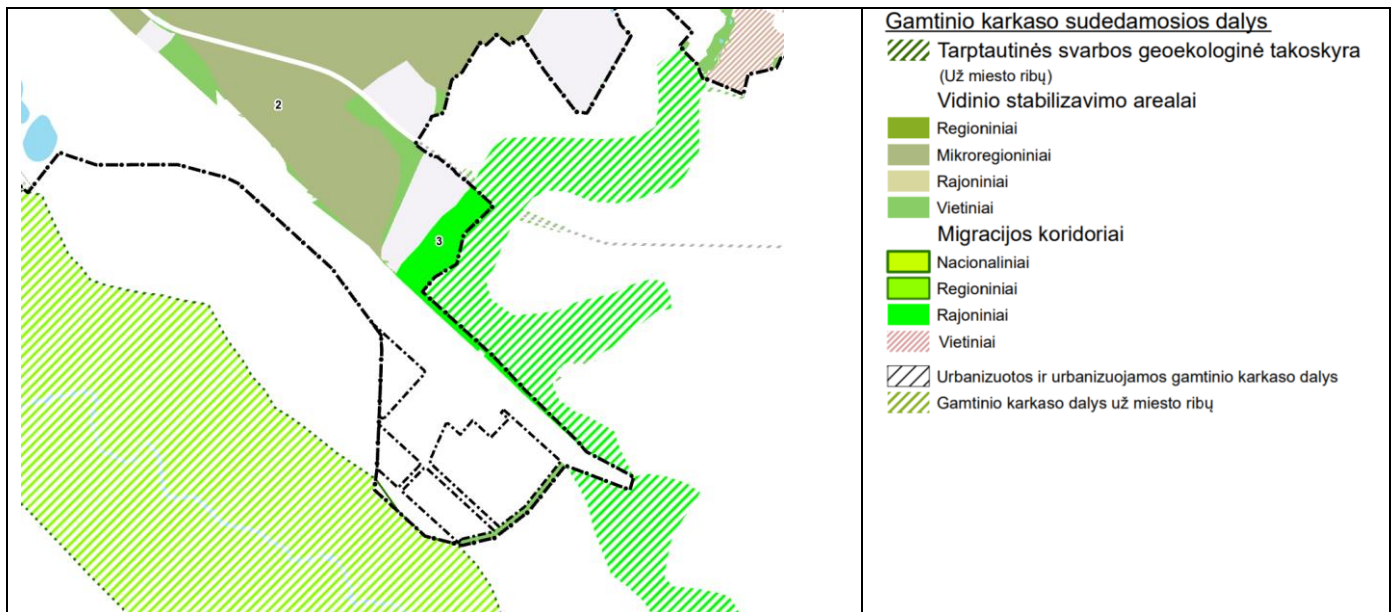 2
3
Gamtinio karkaso sudedamosios dalys
Tarptautinės svarbos geoekologinė takoskyra
(Už miesto ribų)
Vidinio stabilizavimo arealai
Regioniniai
Mikroregioniniai
Rajoniniai
Vietiniai
Migracijos koridoriai
Nacionaliniai
Regioniniai
Rajoniniai
Vietiniai
Urbanizuotos ir urbanizuojamos gamtinio karkaso dalys
Gamtinio karkaso dalys už miesto ribų